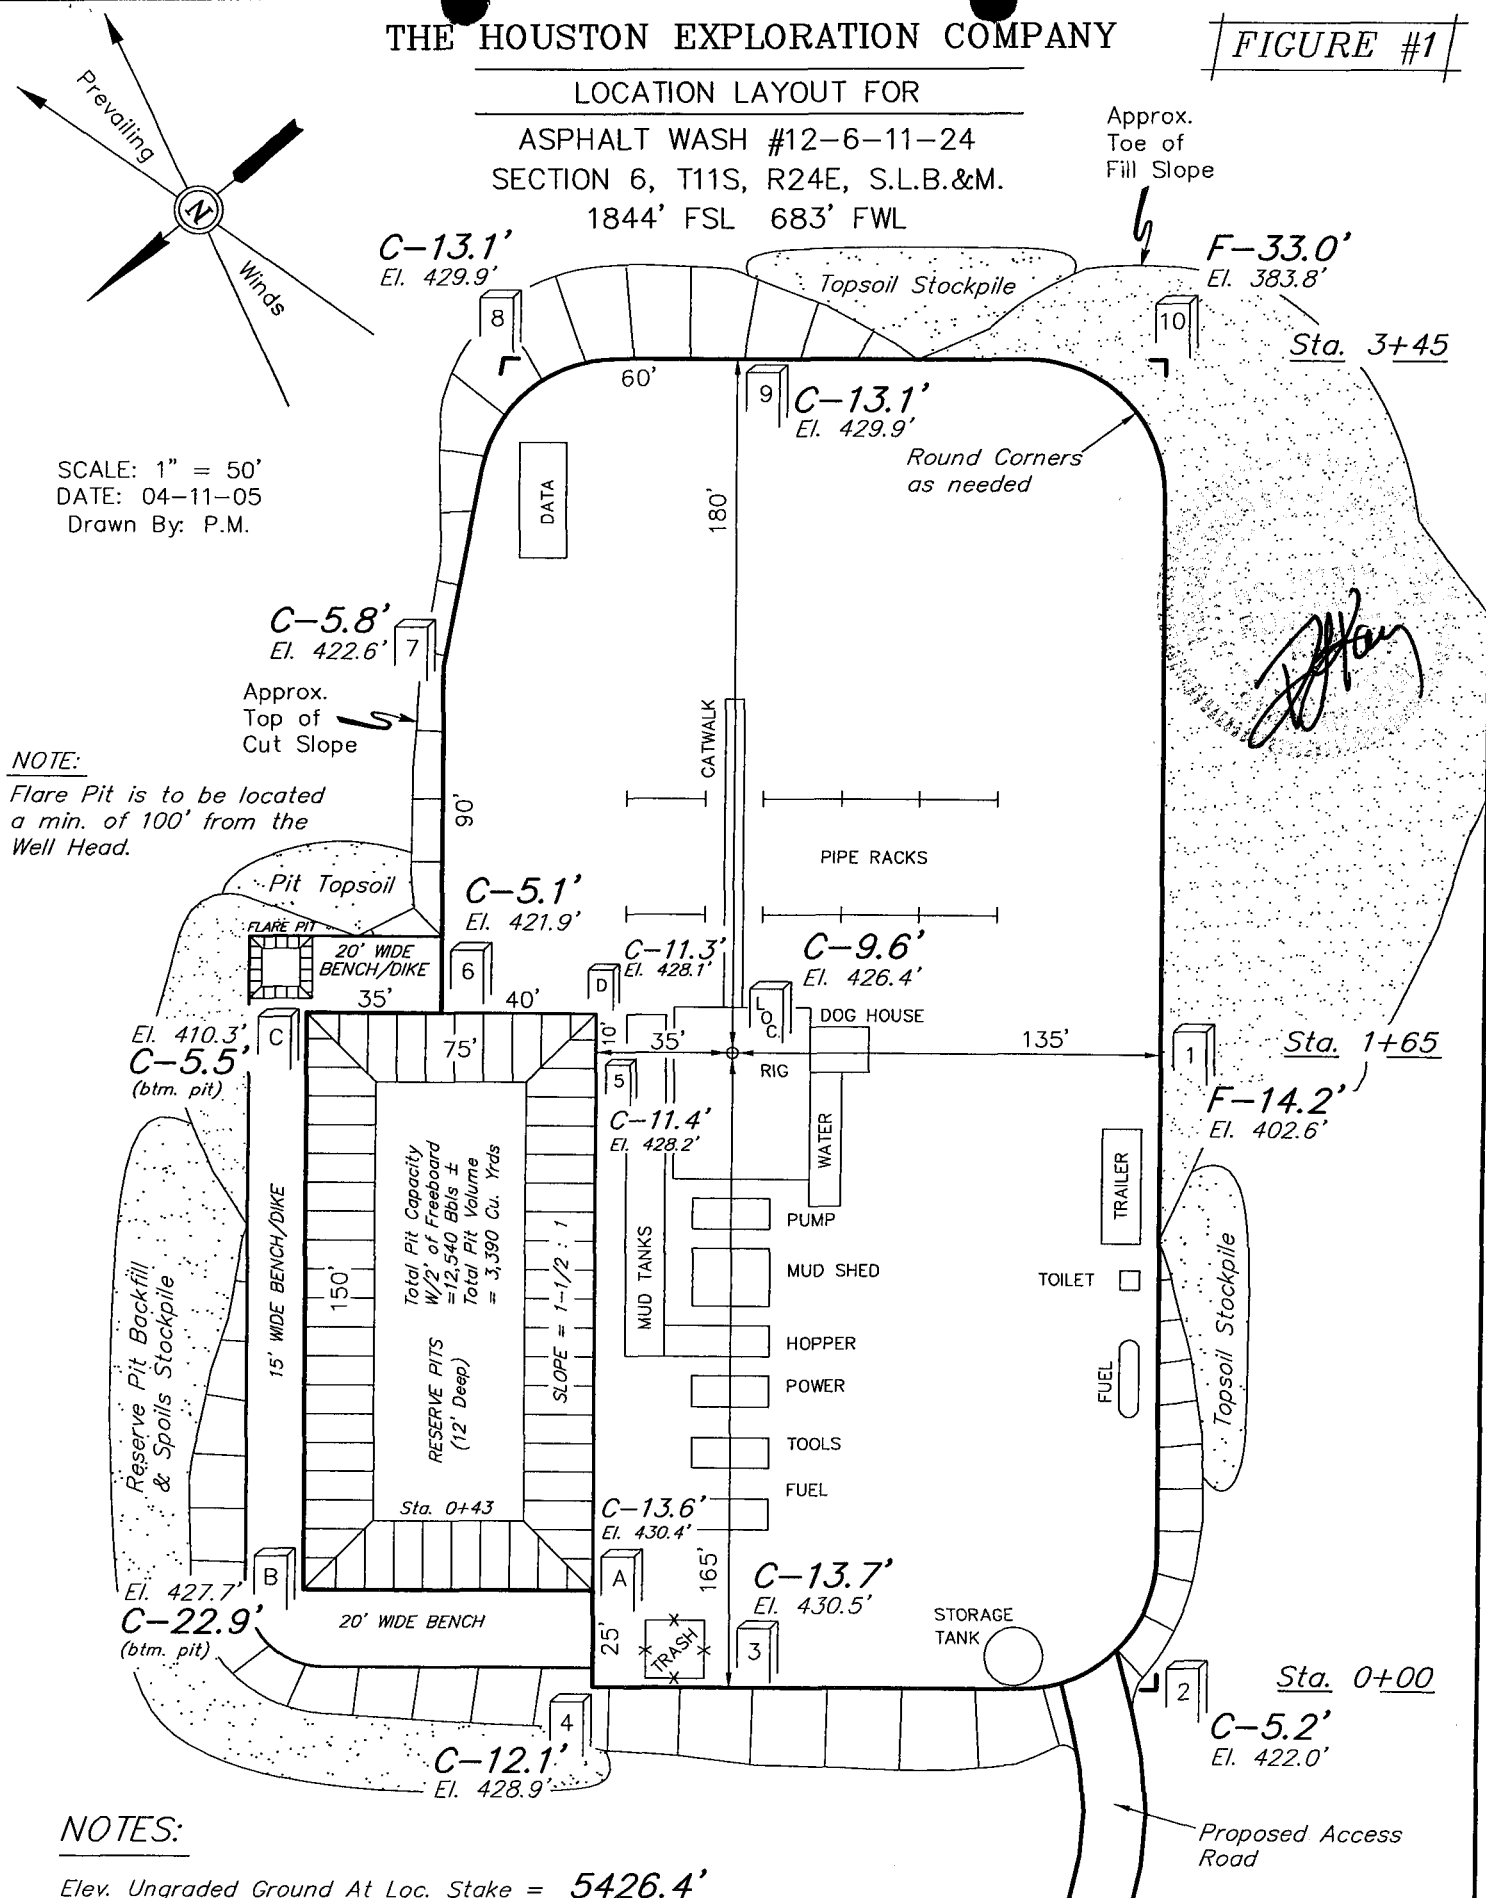 THE HOUSTON EXPLORATION COMPANY
FIGURE #1
LOCATION LAYOUT FOR
ASPHALT WASH #12-6-11-24
SECTION 6, T11S, R24E, S.L.B.&M.
1844' FSL 683' FWL
Prevailing
N
Winds
SCALE: 1" = 50'
DATE: 04-11-05
Drawn By: P.M.
Approx.
Toe of
Fill Slope
C-13.1'
El. 429.9'
8
Topsoil Stockpile
F-33.0'
El. 383.8'
10
Sta. 3+45
60'
9
C-13.1'
El. 429.9'
Round Corners
as needed
DATA
180'
C-5.8'
El. 422.6'
7
Approx.
Top of
Cut Slope
NOTE:
Flare Pit is to be located
a min. of 100' from the
Well Head.
CATWALK
90'
PIPE RACKS
Pit Topsoil
C-5.1'
El. 421.9'
6
FLARE PIT
20' WIDE
BENCH/DIKE
35'
40'
D
C-11.3'
El. 428.1'
C-9.6'
El. 426.4'
LOC.
DOG HOUSE
El. 410.3'
C-5.5'
(btm. pit)
C
75'
10'
35'
RIG
135'
1
Sta. 1+65
5
C-11.4'
El. 428.2'
F-14.2'
El. 402.6'
WATER
TRAILER
Total Pit Capacity
W/2' of Freeboard
=12,540 Bbls ±
Total Pit Volume
= 3,390 Cu. Yrds
RESERVE PITS
(12' Deep)
SLOPE = 1-1/2 : 1
150'
15' WIDE BENCH/DIKE
Reserve Pit Backfill
& Spoils Stockpile
MUD TANKS
PUMP
MUD SHED
TOILET
HOPPER
POWER
FUEL
TOOLS
FUEL
Topsoil Stockpile
Sta. 0+43
C-13.6'
El. 430.4'
A
B
El. 427.7'
C-22.9'
(btm. pit)
20' WIDE BENCH
25'
165'
TRASH
C-13.7'
El. 430.5'
3
STORAGE
TANK
2
Sta. 0+00
C-5.2'
El. 422.0'
4
C-12.1'
El. 428.9'
Proposed Access
Road
NOTES:
Elev. Ungraded Ground At Loc. Stake = 5426.4'